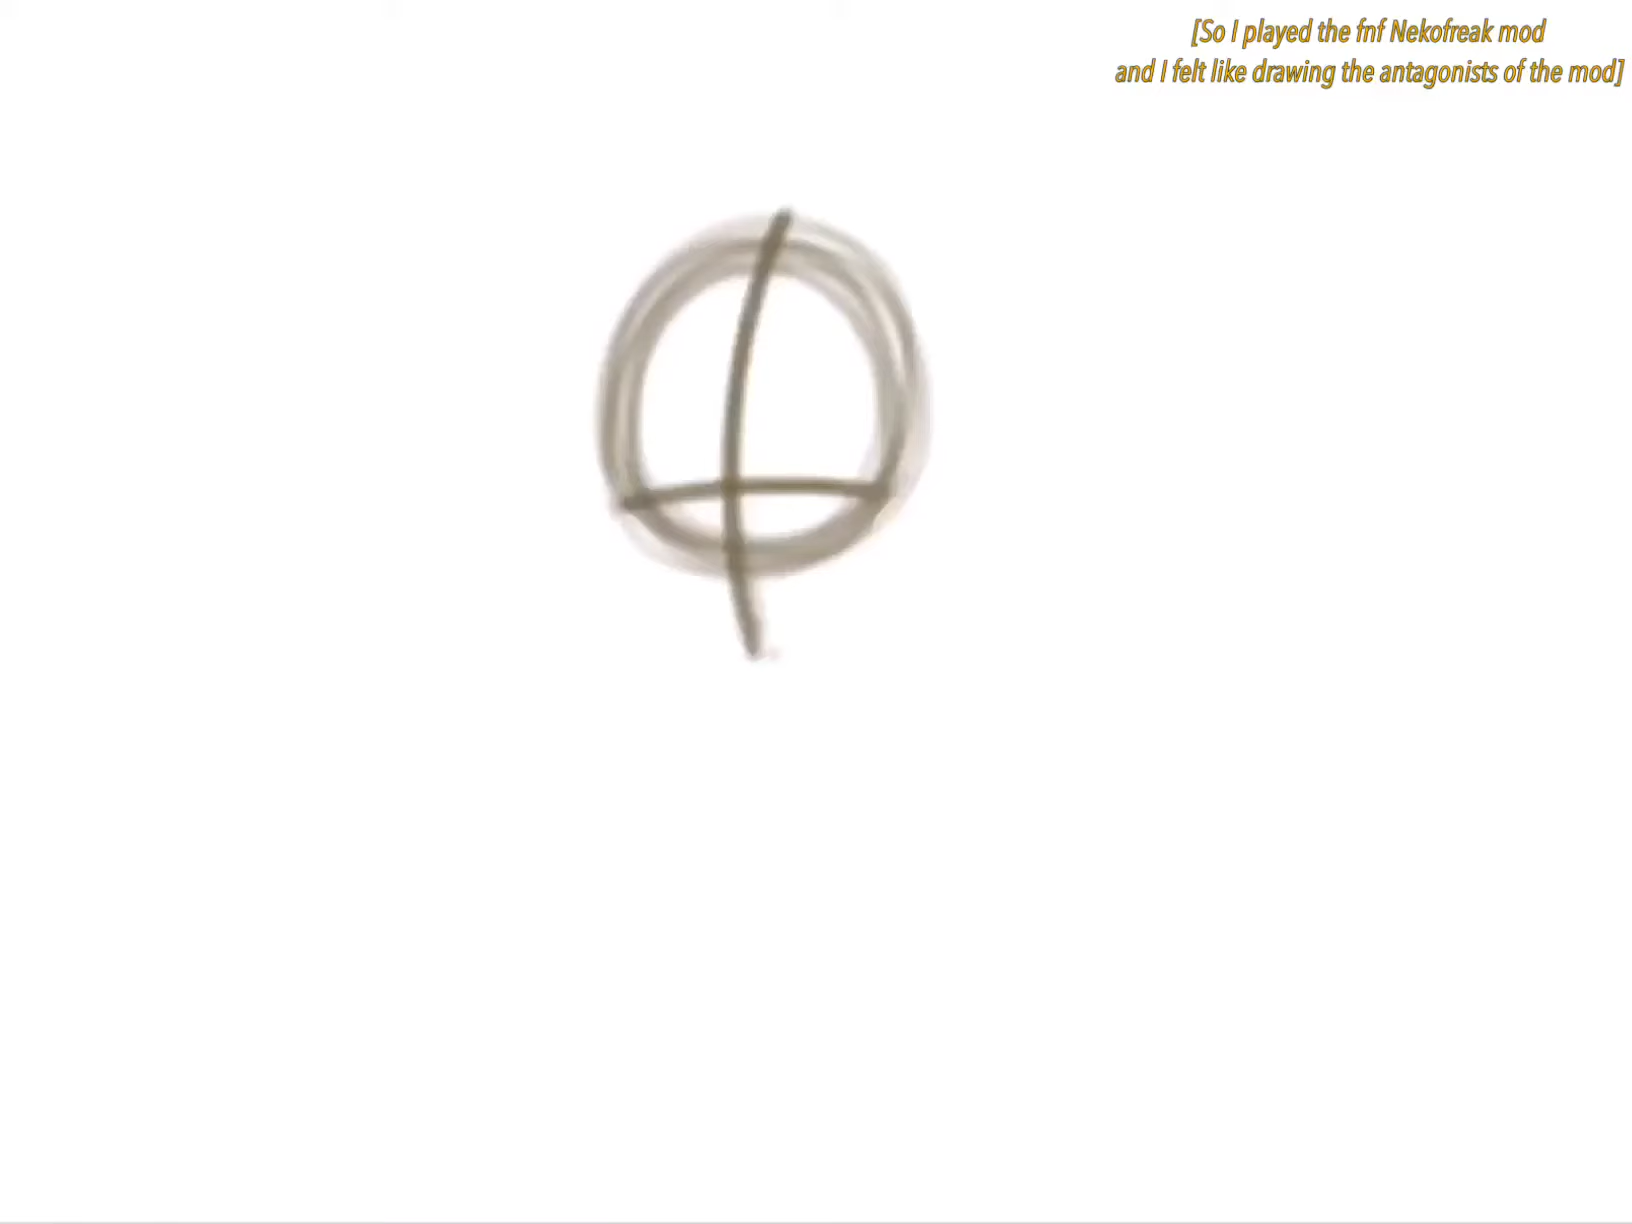 [So I played the fnf Nekofreak mod
and I felt like drawing the antagonists of the mod]